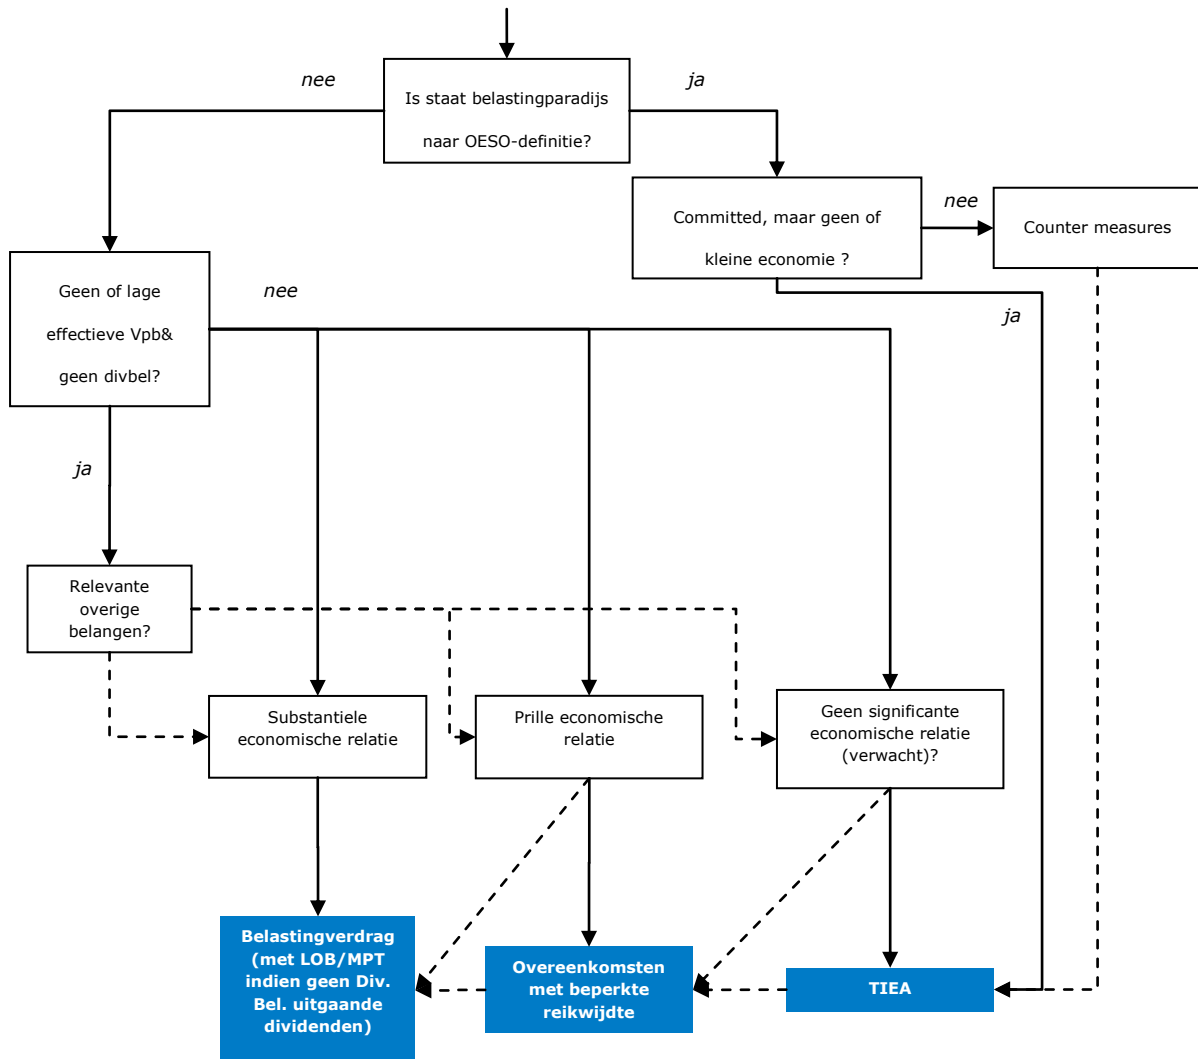 nee
ja
Is staat belastingparadijs
naar OESO-definitie?
Committed, maar geen of
kleine economie ?
nee
Counter measures
Geen of lage
effectieve Vpb&
geen divbel?
nee
ja
ja
Relevante
overige
belangen?
Substantiele
economische relatie
Prille economische
relatie
Geen significante
economische relatie
(verwacht)?
Belastingverdrag
(met LOB/MPT
indien geen Div.
Bel. uitgaande
dividenden)
Overeenkomsten
met beperkte
reikwijdte
TIEA